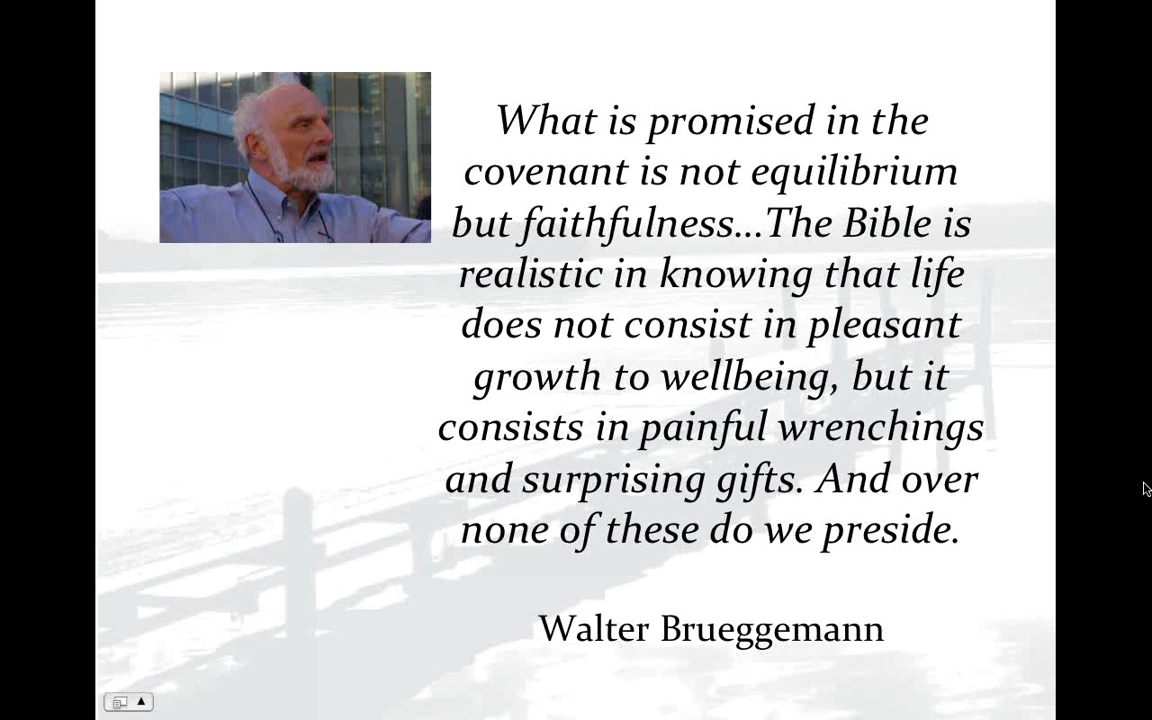 What is promised in the
covenant is not equilibrium
but faithfulness...The Bible is
realistic in knowing that life
does not consist in pleasant
growth to wellbeing, but it
consists in painful wrenchings
and surprising gifts. And over
none of these do we preside.
Walter Brueggemann